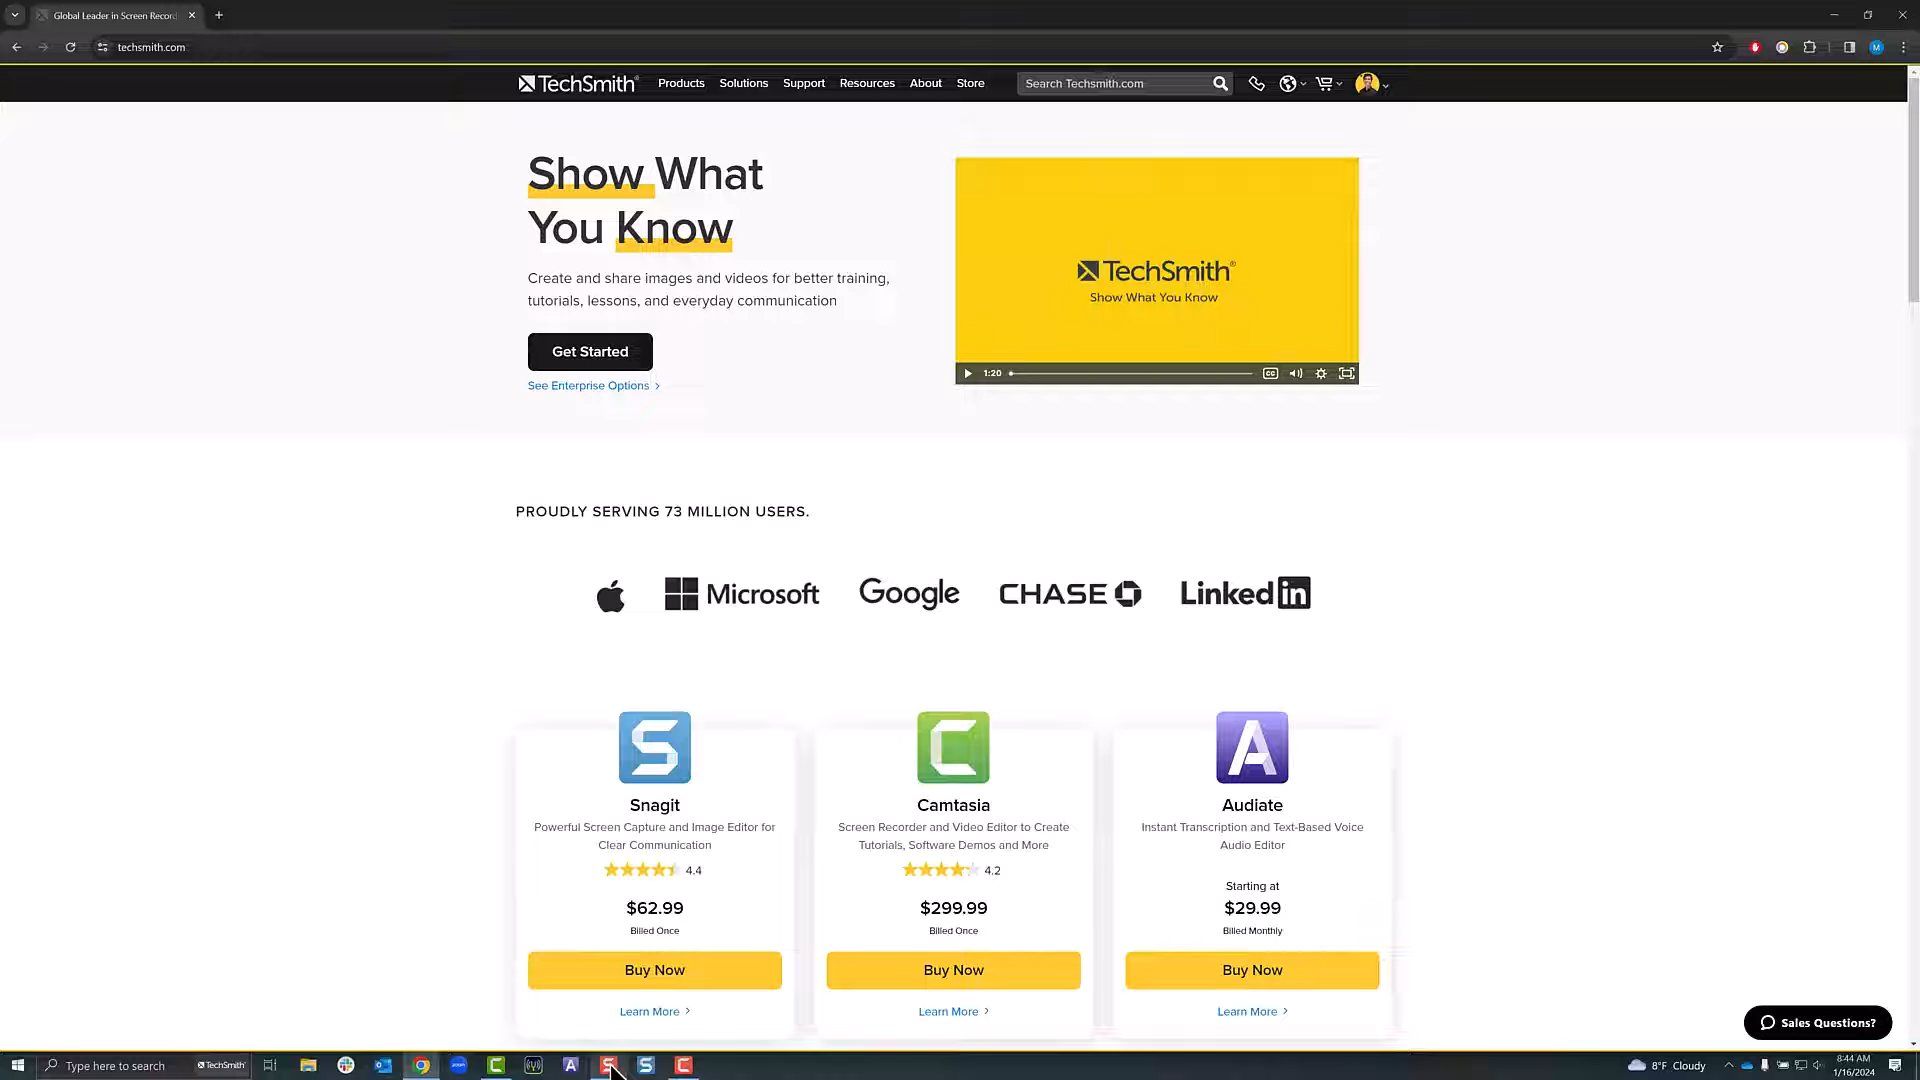 Global Leader in Screen Record
techsmith.com
M
TechSmith®
Products
Solutions
Support
Resources
About
Store
Search Techsmith.com
Show What
You Know
Create and share images and videos for better training,
tutorials, lessons, and everyday communication
Get Started
See Enterprise Options
TechSmith®
Show What You Know
1:20
CC
PROUDLY SERVING 73 MILLION USERS.
Microsoft
Google
CHASE
Linked in
S
Snagit
Powerful Screen Capture and Image Editor for
Clear Communication
4.4
$62.99
Billed Once
Buy Now
Learn More
C
Camtasia
Screen Recorder and Video Editor to Create
Tutorials, Software Demos and More
4.2
$299.99
Billed Once
Buy Now
Learn More
A
Audiate
Instant Transcription and Text-Based Voice
Audio Editor
Starting at
$29.99
Billed Monthly
Buy Now
Learn More
Sales Questions?
Type here to search
TechSmith
C
A
S
S
C
8°F Cloudy
8:44 AM
1/16/2024